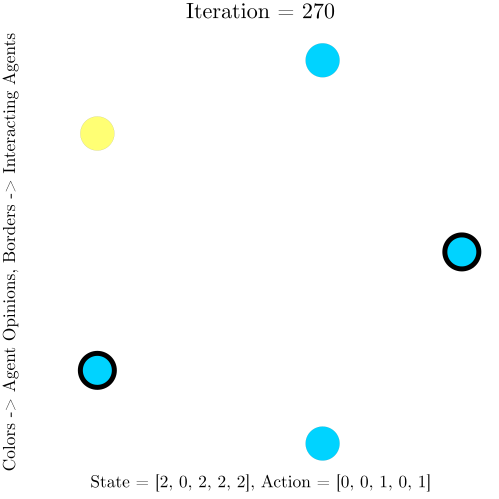 Iteration = 270
Colors -> Agent Opinions, Borders -> Interacting Agents
State = [2, 0, 2, 2, 2], Action = [0, 0, 1, 0, 1]